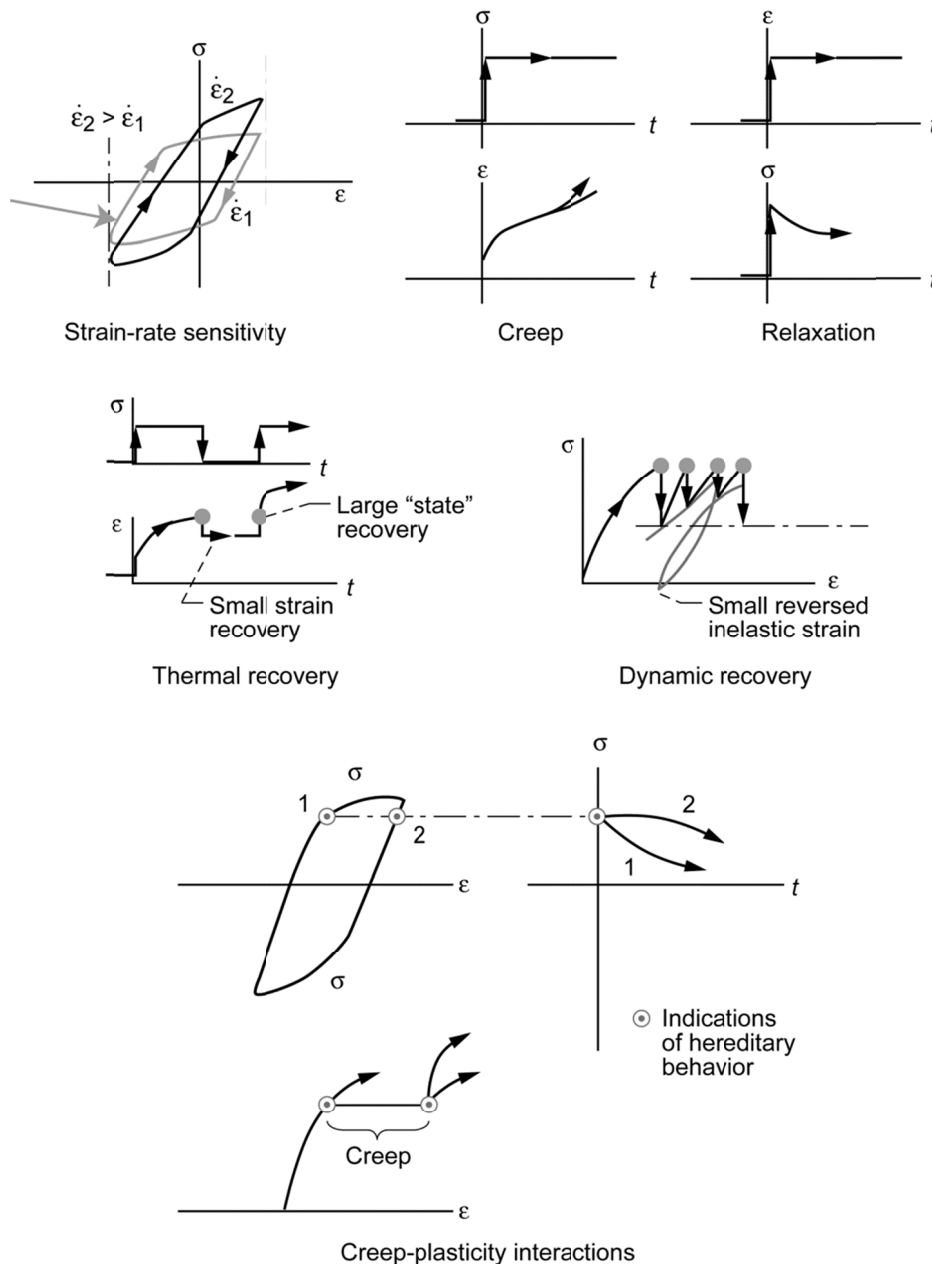 σ
ε̇₂
ε̇₂ > ε̇₁
ε
ε̇₁
Strain-rate sensitivity
σ
t
ε
t
Creep
ε
t
σ
t
Relaxation
σ
t
ε
t
Large “state”
recovery
Small strain
recovery
Thermal recovery
σ
ε
Small reversed
inelastic strain
Dynamic recovery
σ
1
2
ε
σ
σ
2
1
t
Indications
of hereditary
behavior
Creep
ε
Creep-plasticity interactions